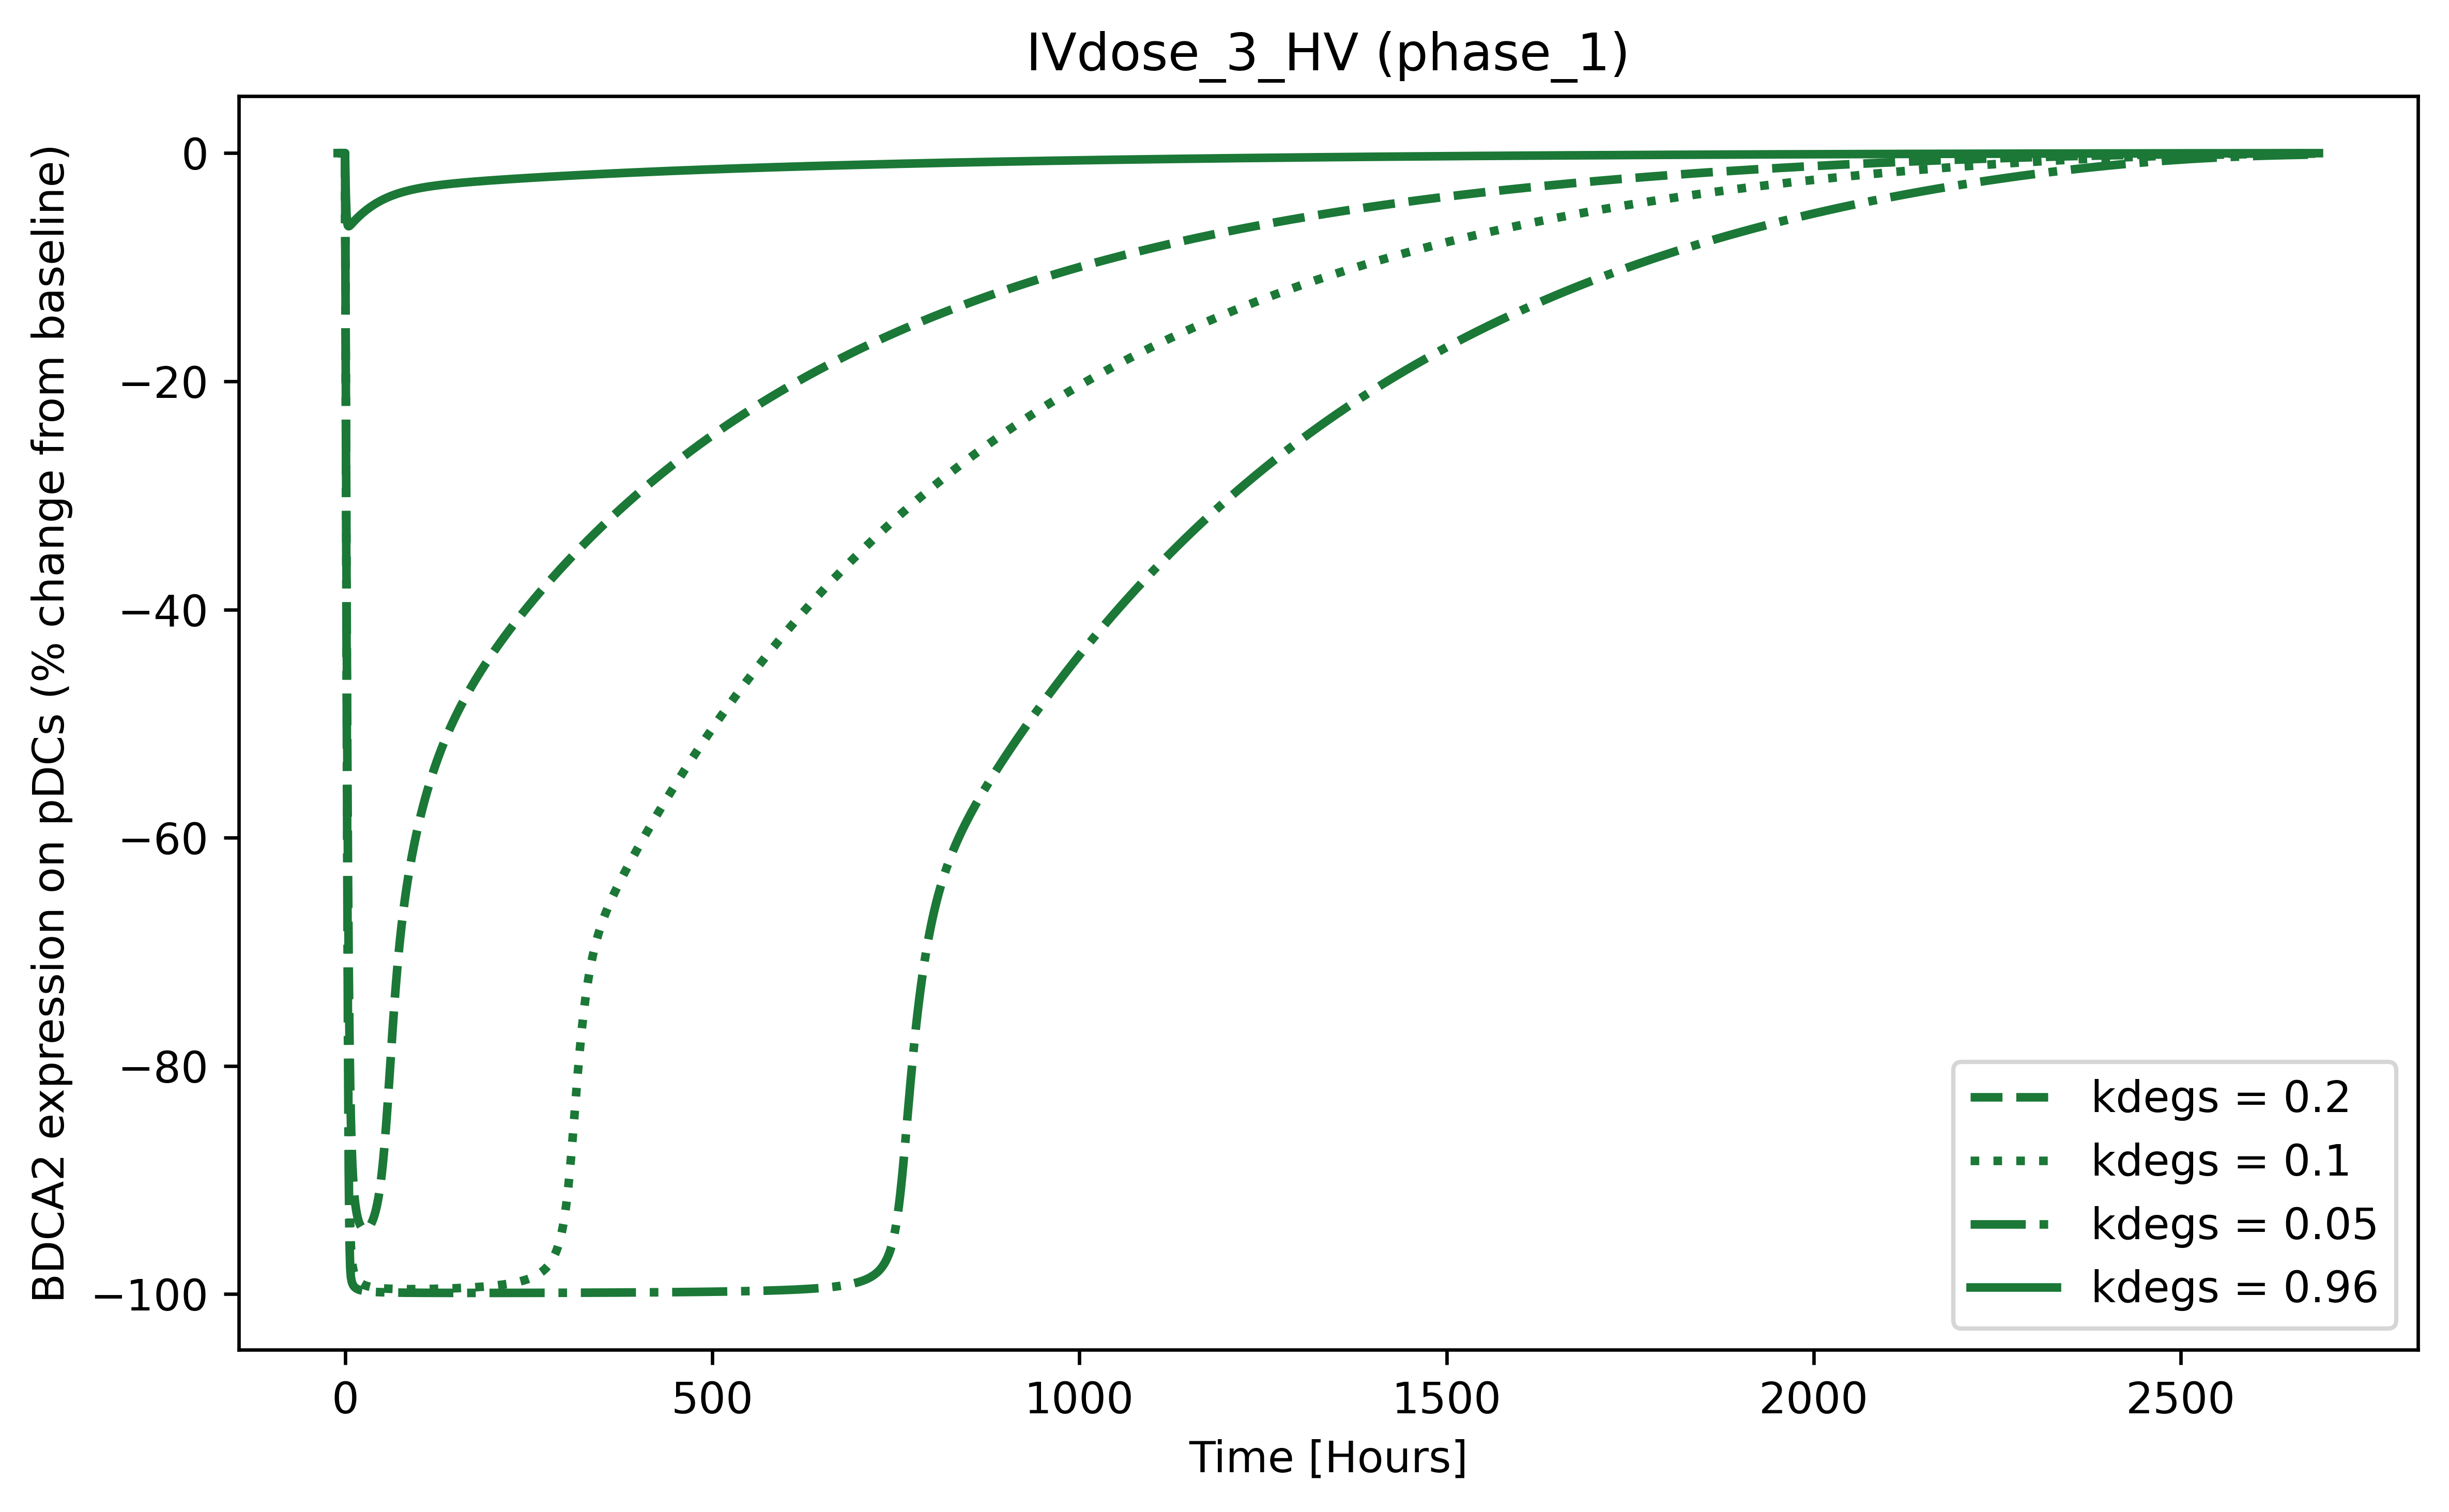 IVdose_3_HV (phase_1)
BDCA2 expression on pDCs (% change from baseline)
0
−20
−40
−60
−80
−100
0 500 1000 1500 2000 2500
Time [Hours]
kdegs = 0.2
kdegs = 0.1
kdegs = 0.05
kdegs = 0.96